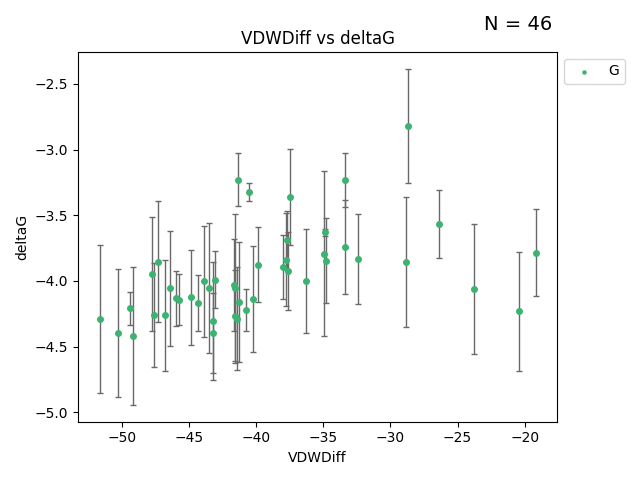 N = 46
VDWDiff vs deltaG
G
−2.5
−3.0
−3.5
−4.0
−4.5
−5.0
deltaG
−50 −45 −40 −35 −30 −25 −20
VDWDiff